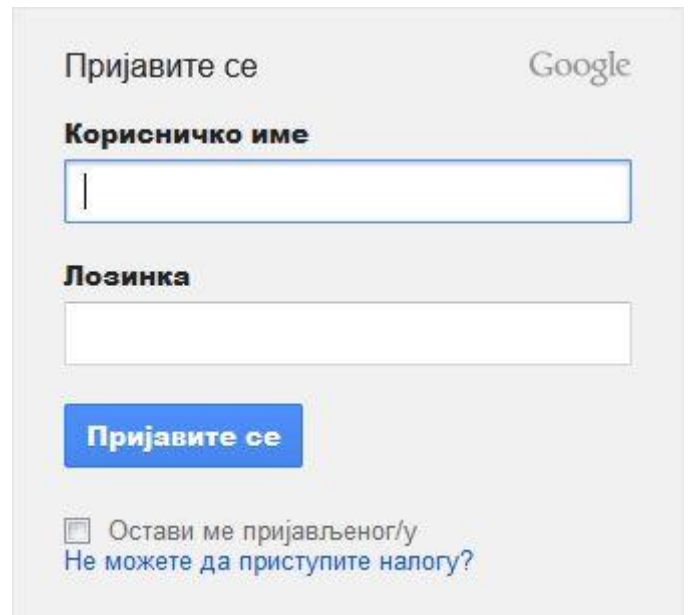 Пријавите се Google
Корисничко име
Лозинка
Пријавите се
Остави ме пријављеног/у
Не можете да приступите налогу?